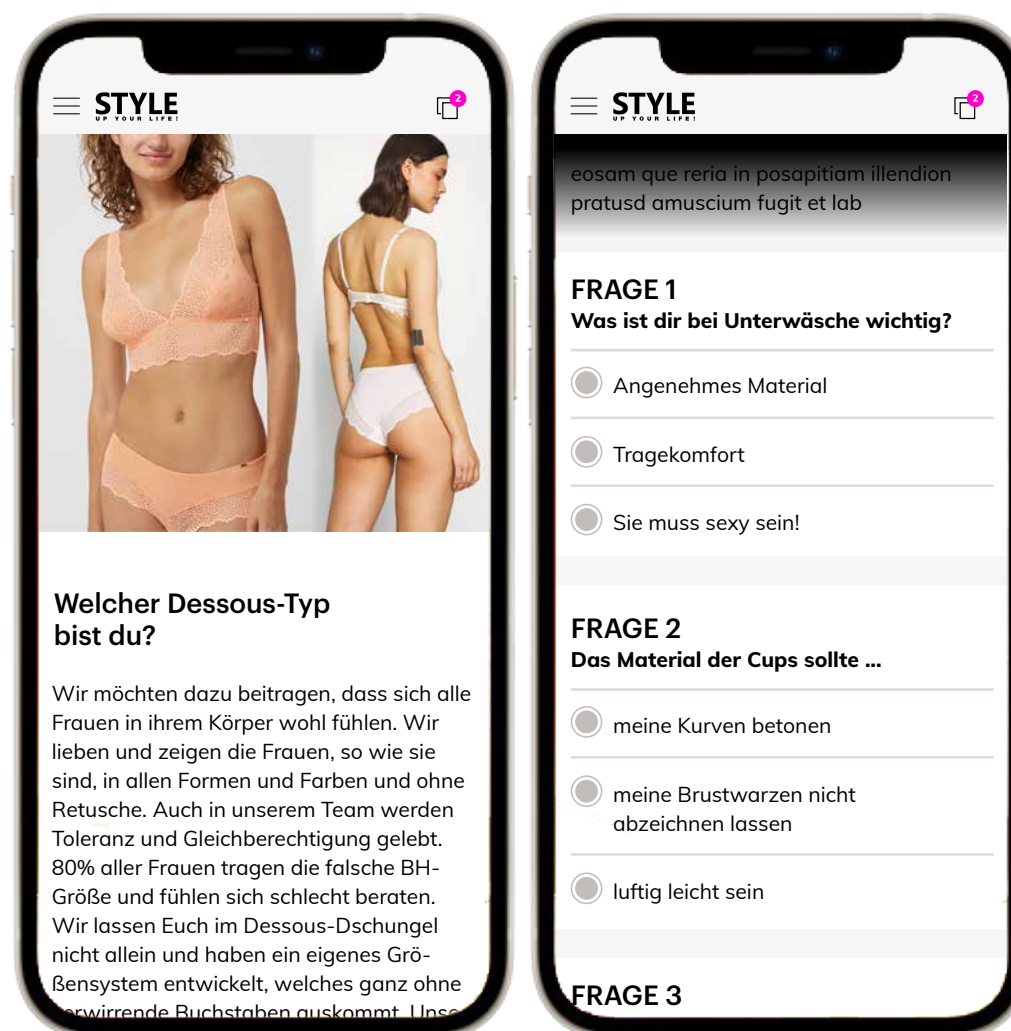 STYLE
UP YOUR LIFE!
2
Welcher Dessous-Typ
bist du?
Wir möchten dazu beitragen, dass sich alle
Frauen in ihrem Körper wohl fühlen. Wir
lieben und zeigen die Frauen, so wie sie
sind, in allen Formen und Farben und ohne
Retusche. Auch in unserem Team werden
Toleranz und Gleichberechtigung gelebt.
80% aller Frauen tragen die falsche BH-
Größe und fühlen sich schlecht beraten.
Wir lassen Euch im Dessous-Dschungel
nicht allein und haben ein eigenes Grö-
ßensystem entwickelt, welches ganz ohne
verwirrende Buchstaben auskommt. Unse
STYLE
UP YOUR LIFE!
2
eosam que reria in posapitiam illendion
pratusd amuscium fugit et lab
FRAGE 1
Was ist dir bei Unterwäsche wichtig?
Angenehmes Material
Tragekomfort
Sie muss sexy sein!
FRAGE 2
Das Material der Cups sollte ...
meine Kurven betonen
meine Brustwarzen nicht
abzeichnen lassen
luftig leicht sein
FRAGE 3